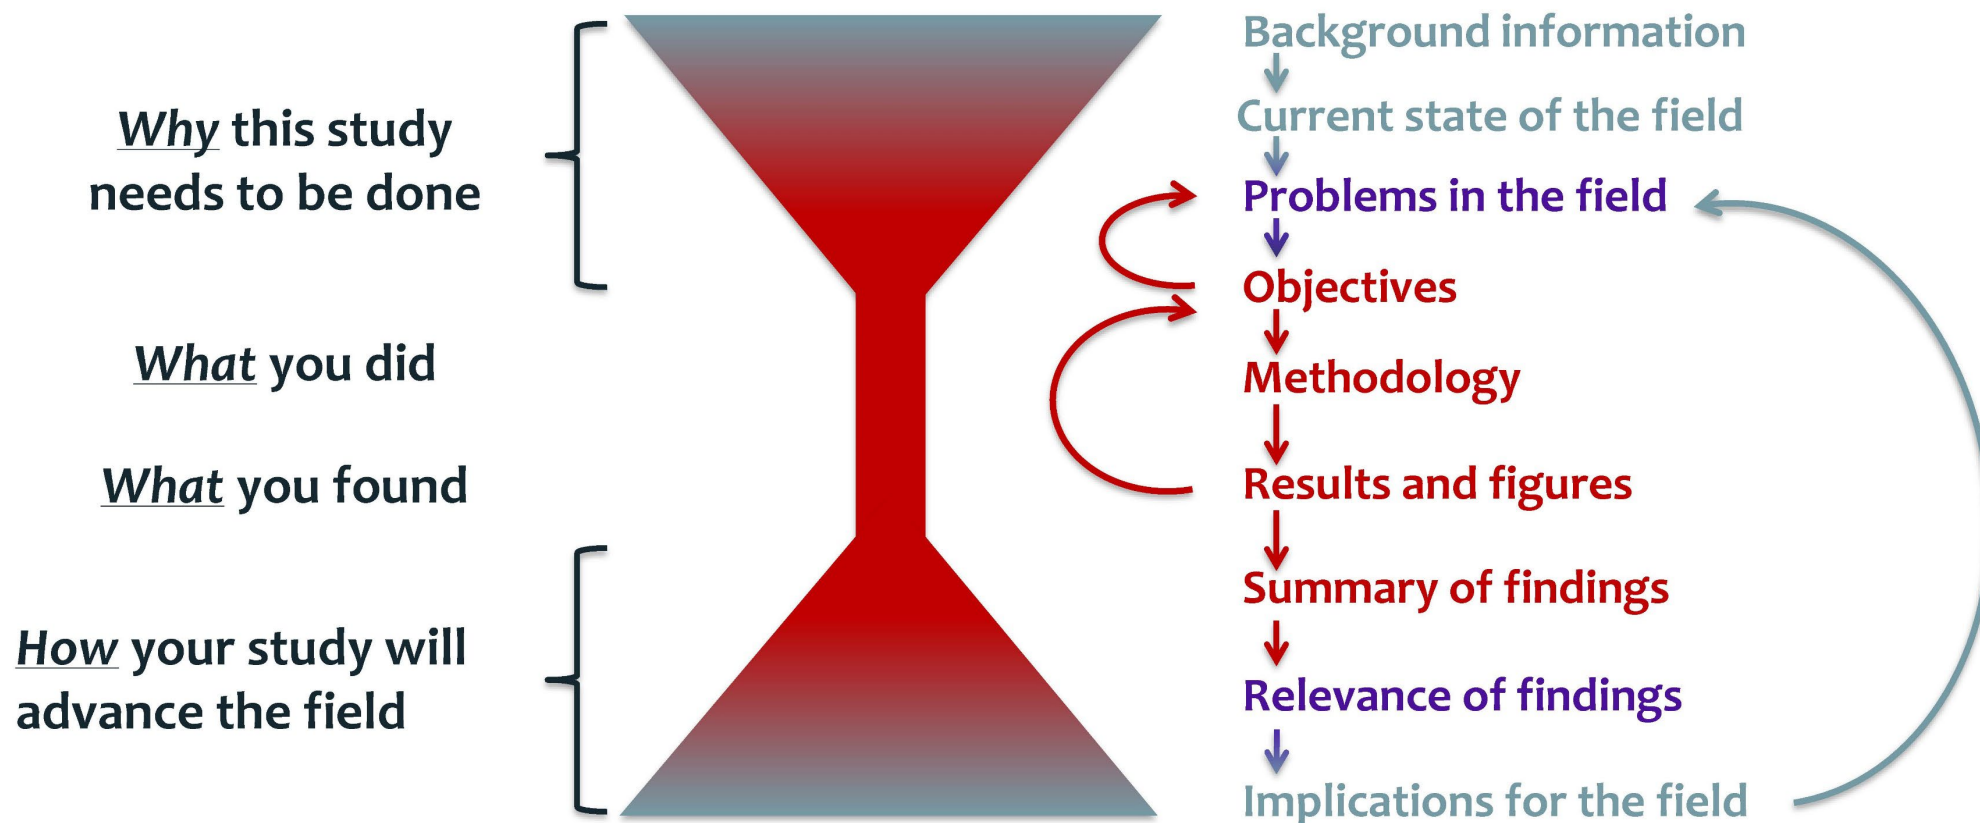 Why this study
needs to be done
What you did
What you found
How your study will
advance the field
Background information
Current state of the field
Problems in the field
Objectives
Methodology
Results and figures
Summary of findings
Relevance of findings
Implications for the field